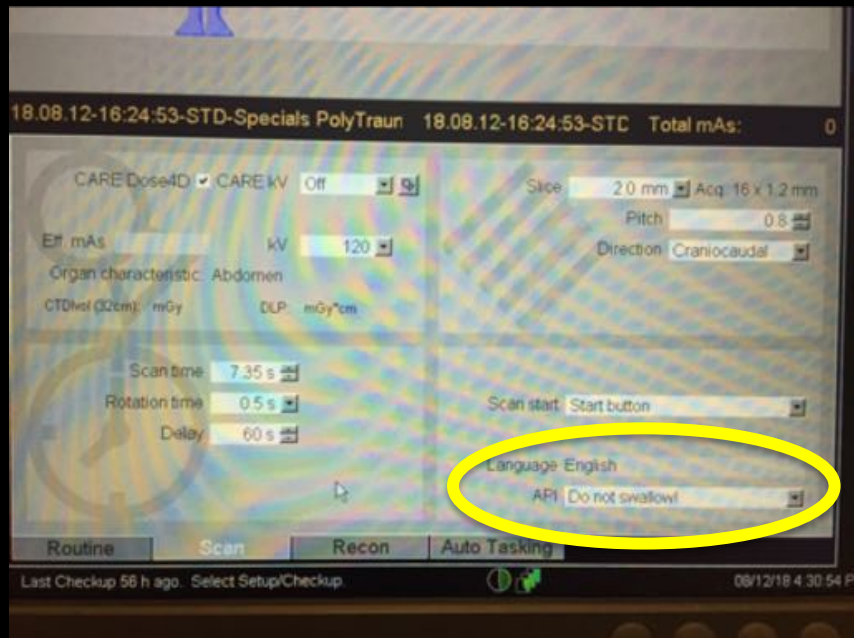 18.08.12-16:24:53-STD-Specials PolyTraun 18.08.12-16:24:53-STD Total mAs: 0
CARE Dose4D CARE kV Off
Eff. mAs kV 120
Organ characteristic: Abdomen
CTDIvol (32cm): mGy DLP: mGy*cm
Slice 2.0 mm Acq. 16 x 1.2 mm
Pitch 0.8
Direction Craniocaudal
Scan time 7.35 s
Rotation time 0.5 s
Delay 60 s
Scan start Start button
Language English
API Do not swallow!
Routine Scan Recon Auto Tasking
Last Checkup 56 h ago. Select Setup/Checkup. 08/12/18 4:30:54 P